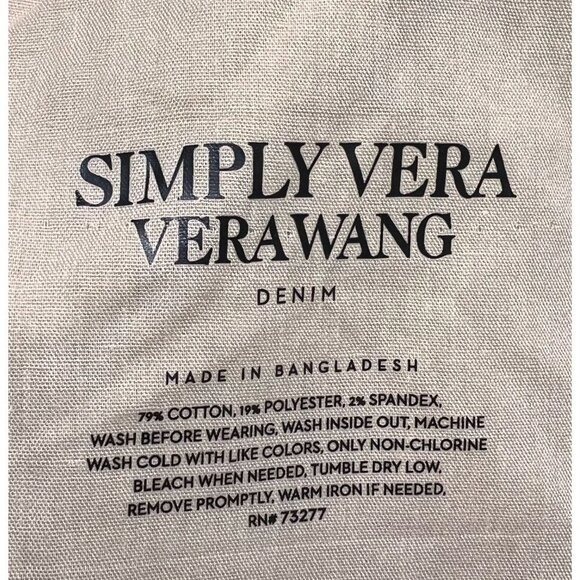 SIMPLY VERA
VERA WANG
DENIM
MADE IN BANGLADESH
79% COTTON, 19% POLYESTER, 2% SPANDEX,
WASH BEFORE WEARING, WASH INSIDE OUT, MACHINE
WASH COLD WITH LIKE COLORS, ONLY NON-CHLORINE
BLEACH WHEN NEEDED, TUMBLE DRY LOW,
REMOVE PROMPTLY, WARM IRON IF NEEDED,
RN# 73277